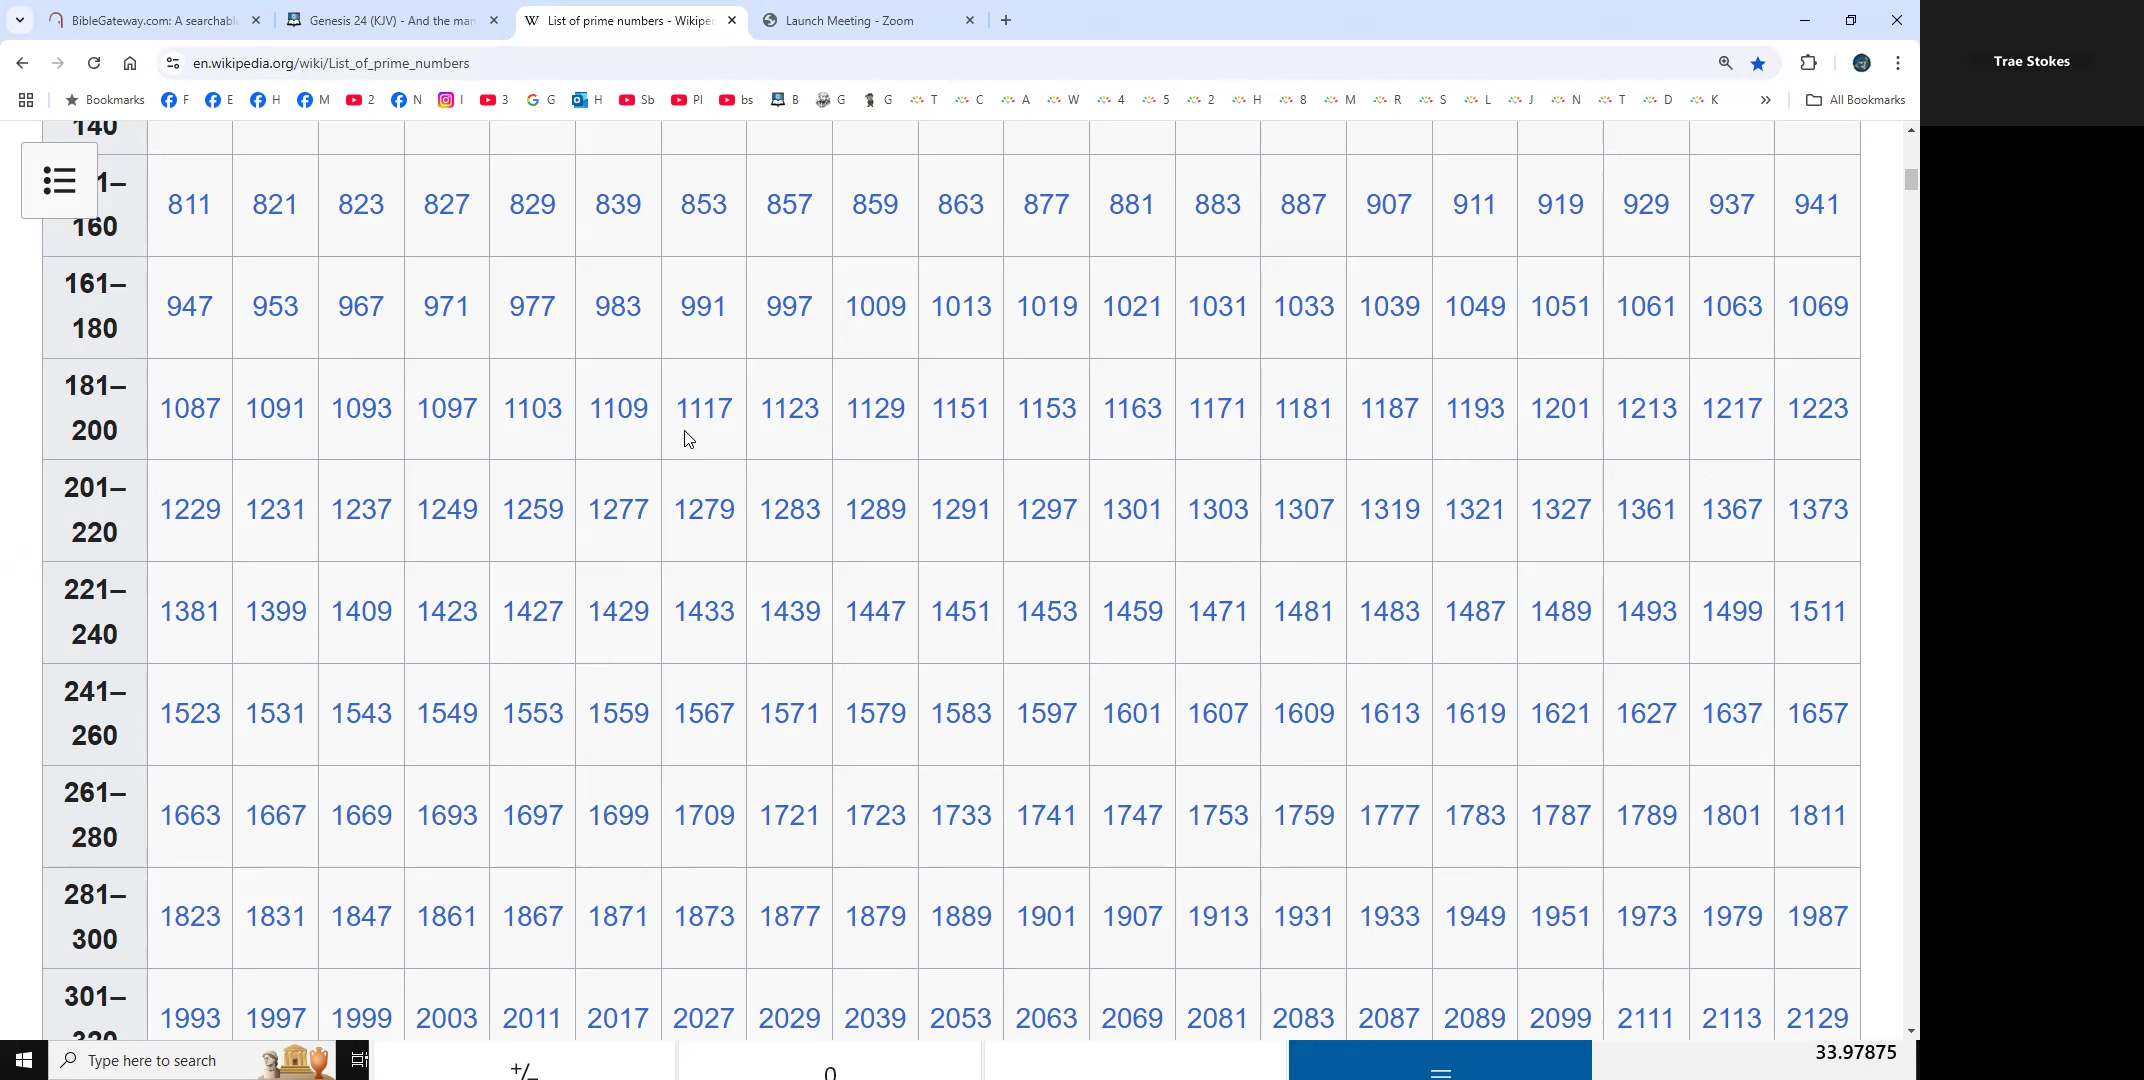 BibleGateway.com: A searchabl
Genesis 24 (KJV) - And the man
List of prime numbers - Wikipe
Launch Meeting - Zoom
en.wikipedia.org/wiki/List_of_prime_numbers
Trae Stokes
Bookmarks F E H M 2 N I 3 G H Sb Pl bs B G G T C A W 4 5 2 H 8 M R S L J N T D K » All Bookmarks
140
1–
160
811 821 823 827 829 839 853 857 859 863 877 881 883 887 907 911 919 929 937 941
161–
180
947 953 967 971 977 983 991 997 1009 1013 1019 1021 1031 1033 1039 1049 1051 1061 1063 1069
181–
200
1087 1091 1093 1097 1103 1109 1117 1123 1129 1151 1153 1163 1171 1181 1187 1193 1201 1213 1217 1223
201–
220
1229 1231 1237 1249 1259 1277 1279 1283 1289 1291 1297 1301 1303 1307 1319 1321 1327 1361 1367 1373
221–
240
1381 1399 1409 1423 1427 1429 1433 1439 1447 1451 1453 1459 1471 1481 1483 1487 1489 1493 1499 1511
241–
260
1523 1531 1543 1549 1553 1559 1567 1571 1579 1583 1597 1601 1607 1609 1613 1619 1621 1627 1637 1657
261–
280
1663 1667 1669 1693 1697 1699 1709 1721 1723 1733 1741 1747 1753 1759 1777 1783 1787 1789 1801 1811
281–
300
1823 1831 1847 1861 1867 1871 1873 1877 1879 1889 1901 1907 1913 1931 1933 1949 1951 1973 1979 1987
301–
320
1993 1997 1999 2003 2011 2017 2027 2029 2039 2053 2063 2069 2081 2083 2087 2089 2099 2111 2113 2129
Type here to search
+/_
0
=
33.97875